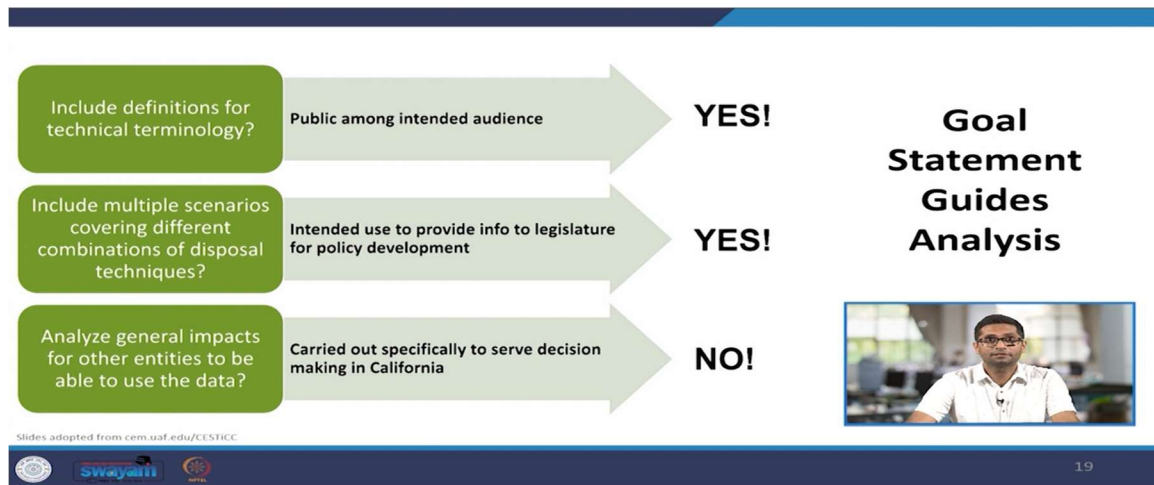 Include definitions for
technical terminology?
Public among intended audience
YES!
Include multiple scenarios
covering different
combinations of disposal
techniques?
Intended use to provide info to legislature
for policy development
YES!
Analyze general impacts
for other entities to be
able to use the data?
Carried out specifically to serve decision
making in California
NO!
Goal
Statement
Guides
Analysis
Slides adopted from cem.uaf.edu/CESTiCC
swayam
NPTEL
19